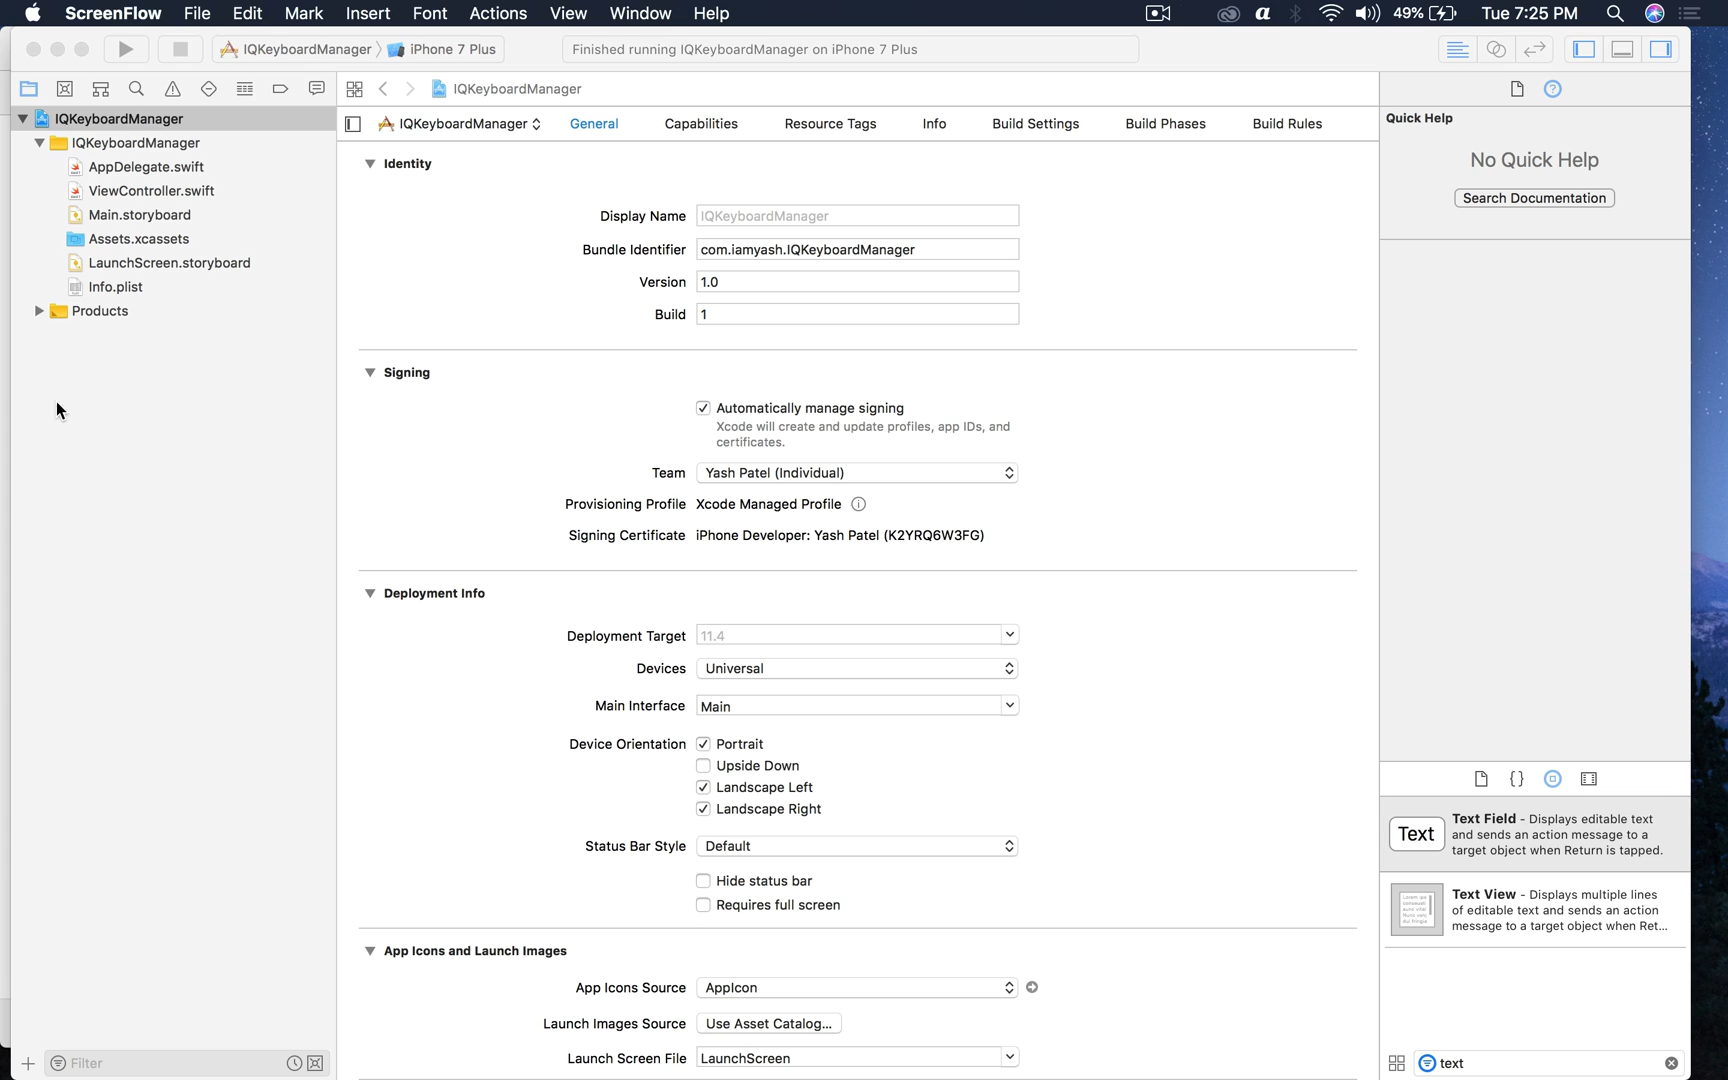 ScreenFlow File Edit Mark Insert Font Actions View Window Help 49% Tue 7:25 PM
IQKeyboardManager iPhone 7 Plus Finished running IQKeyboardManager on iPhone 7 Plus
IQKeyboardManager
IQKeyboardManager
IQKeyboardManager
AppDelegate.swift
ViewController.swift
Main.storyboard
Assets.xcassets
LaunchScreen.storyboard
Info.plist
Products
Filter
IQKeyboardManager General Capabilities Resource Tags Info Build Settings Build Phases Build Rules
Identity
Display Name IQKeyboardManager
Bundle Identifier com.iamyash.IQKeyboardManager
Version 1.0
Build 1
Signing
Automatically manage signing
Xcode will create and update profiles, app IDs, and
certificates.
Team Yash Patel (Individual)
Provisioning Profile Xcode Managed Profile
Signing Certificate iPhone Developer: Yash Patel (K2YRQ6W3FG)
Deployment Info
Deployment Target 11.4
Devices Universal
Main Interface Main
Device Orientation Portrait
Upside Down
Landscape Left
Landscape Right
Status Bar Style Default
Hide status bar
Requires full screen
App Icons and Launch Images
App Icons Source AppIcon
Launch Images Source Use Asset Catalog...
Launch Screen File LaunchScreen
Quick Help
No Quick Help
Search Documentation
{}
Text
Text Field - Displays editable text
and sends an action message to a
target object when Return is tapped.
Text View - Displays multiple lines
of editable text and sends an action
message to a target object when Ret...
text